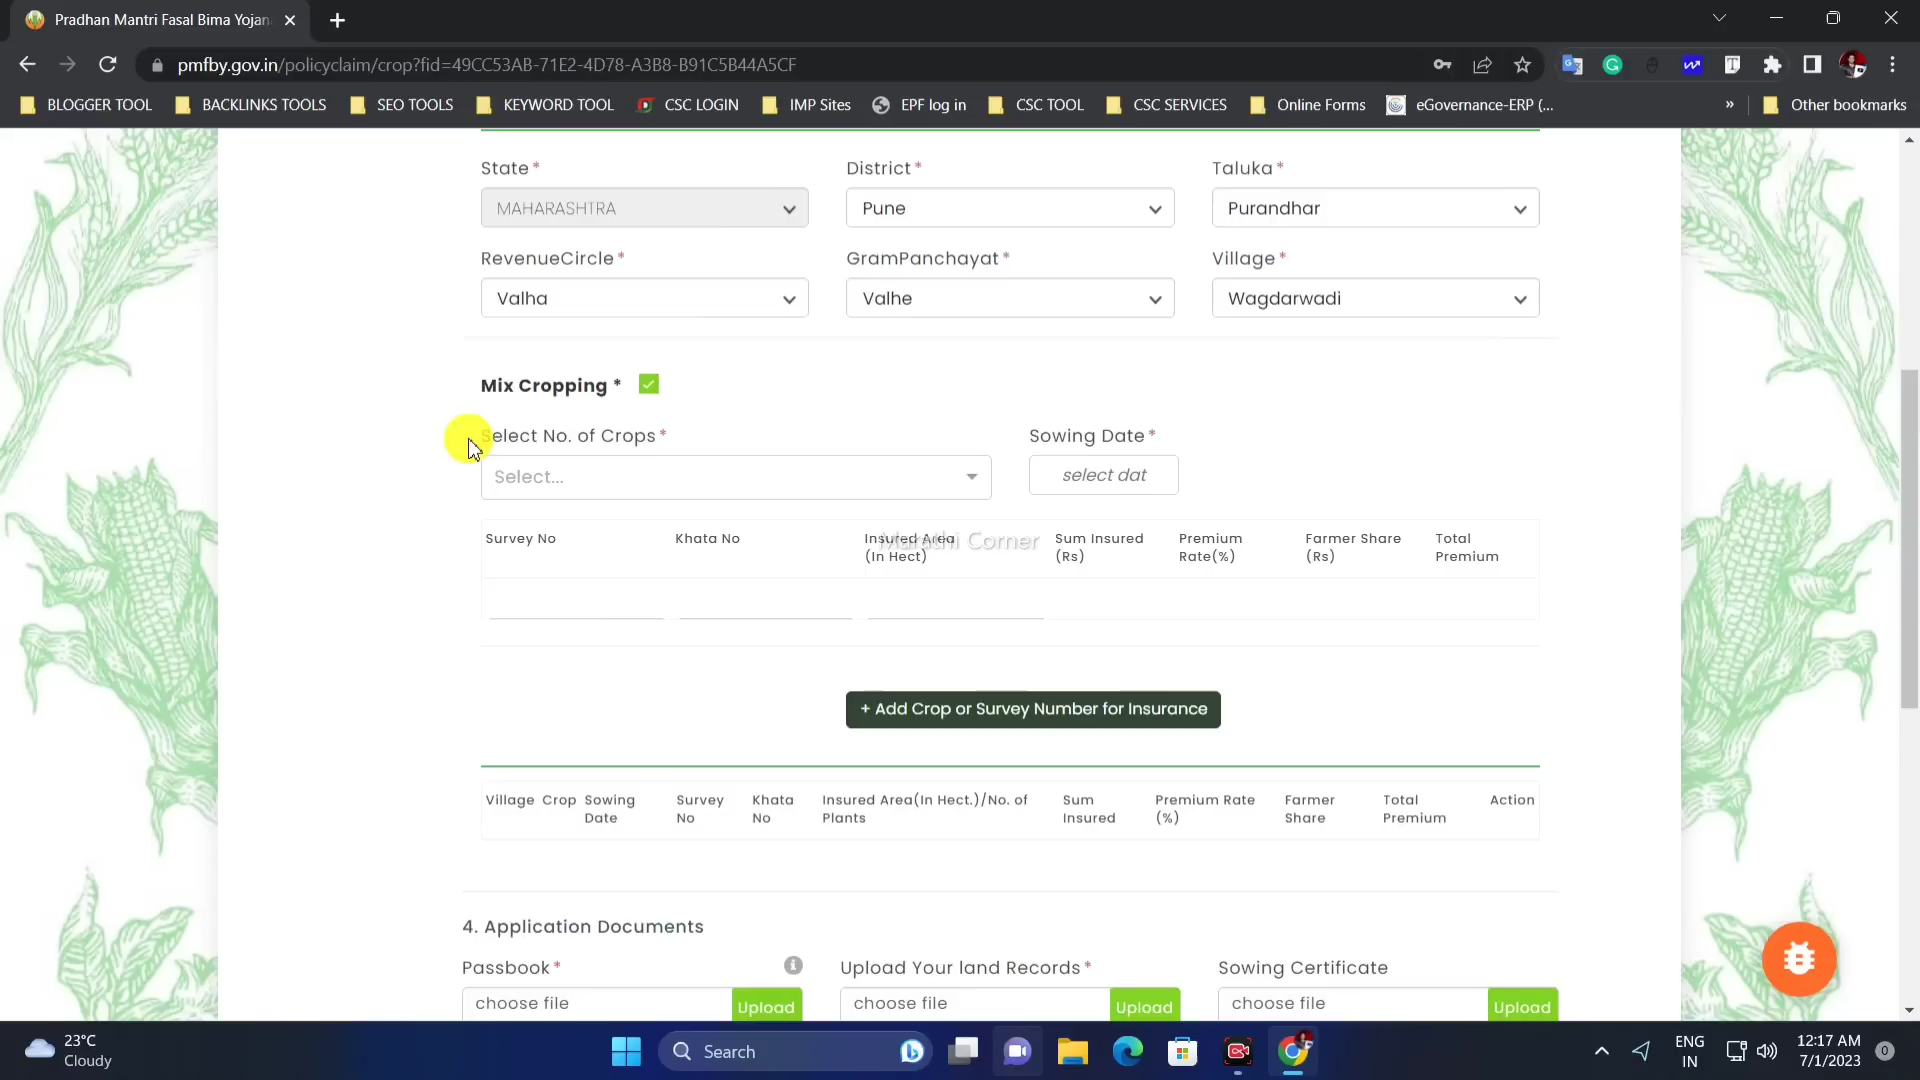 Pradhan Mantri Fasal Bima Yojan
pmfby.gov.in/policyclaim/crop?fid=49CC53AB-71E2-4D78-A3B8-B91C5B44A5CF
BLOGGER TOOL BACKLINKS TOOLS SEO TOOLS KEYWORD TOOL CSC LOGIN IMP Sites EPF log in CSC TOOL CSC SERVICES Online Forms eGovernance-ERP (... » Other bookmarks
State* District* Taluka*
MAHARASHTRA Pune Purandhar
RevenueCircle* GramPanchayat* Village*
Valha Valhe Wagdarwadi
Mix Cropping *
Select No. of Crops* Sowing Date*
Select... select dat
Survey No Khata No Insured Area Sum Insured Premium Farmer Share Total
(In Hect) (Rs) Rate(%) (Rs) Premium
Marathi Corner
+ Add Crop or Survey Number for Insurance
Village Crop Sowing Survey Khata Insured Area(In Hect.)/No. of Sum Premium Rate Farmer Total Action
Date No No Plants Insured (%) Share Premium
4. Application Documents
Passbook* Upload Your land Records* Sowing Certificate
choose file Upload choose file Upload choose file Upload
23°C
Cloudy
Search
ENG
IN
12:17 AM
7/1/2023
0